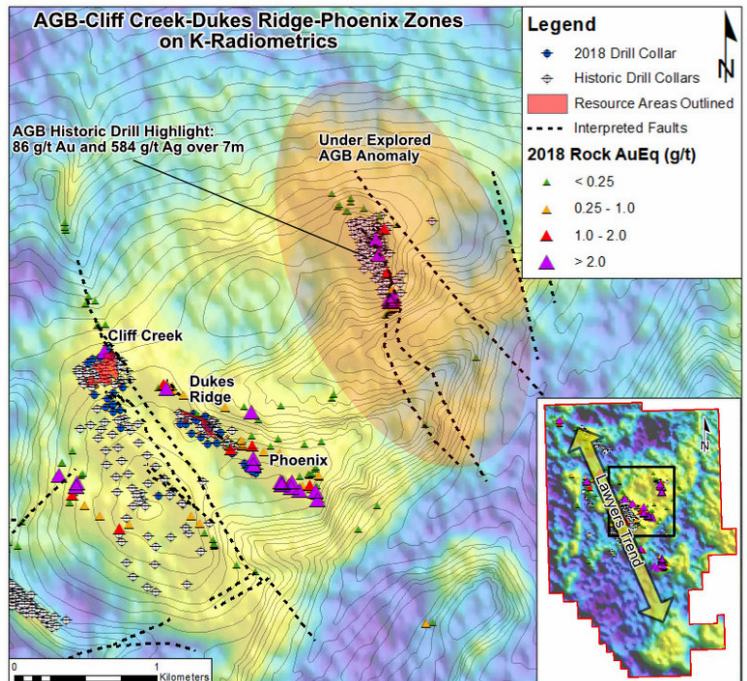 AGB-Cliff Creek-Dukes Ridge-Phoenix Zones
on K-Radiometrics
Legend
2018 Drill Collar
Historic Drill Collars
Resource Areas Outlined
Interpreted Faults
2018 Rock AuEq (g/t)
< 0.25
0.25 - 1.0
1.0 - 2.0
> 2.0
N
AGB Historic Drill Highlight:
86 g/t Au and 584 g/t Ag over 7m
Under Explored
AGB Anomaly
Cliff Creek
Dukes
Ridge
Phoenix
N
Lawyers Trend
0 1
Kilometers